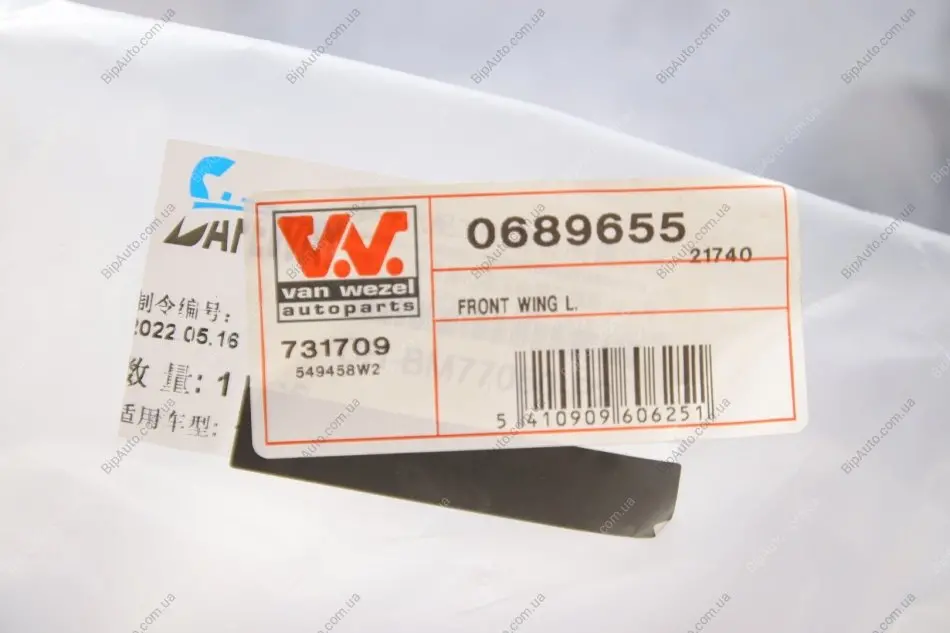 制令编号:
2022.05.16
数 量: 1
适用车型:
V.V.
van wezel
autoparts
731709
549458W2
0689655
21740
FRONT WING L.
5 410909 606251
BipAuto.com.ua